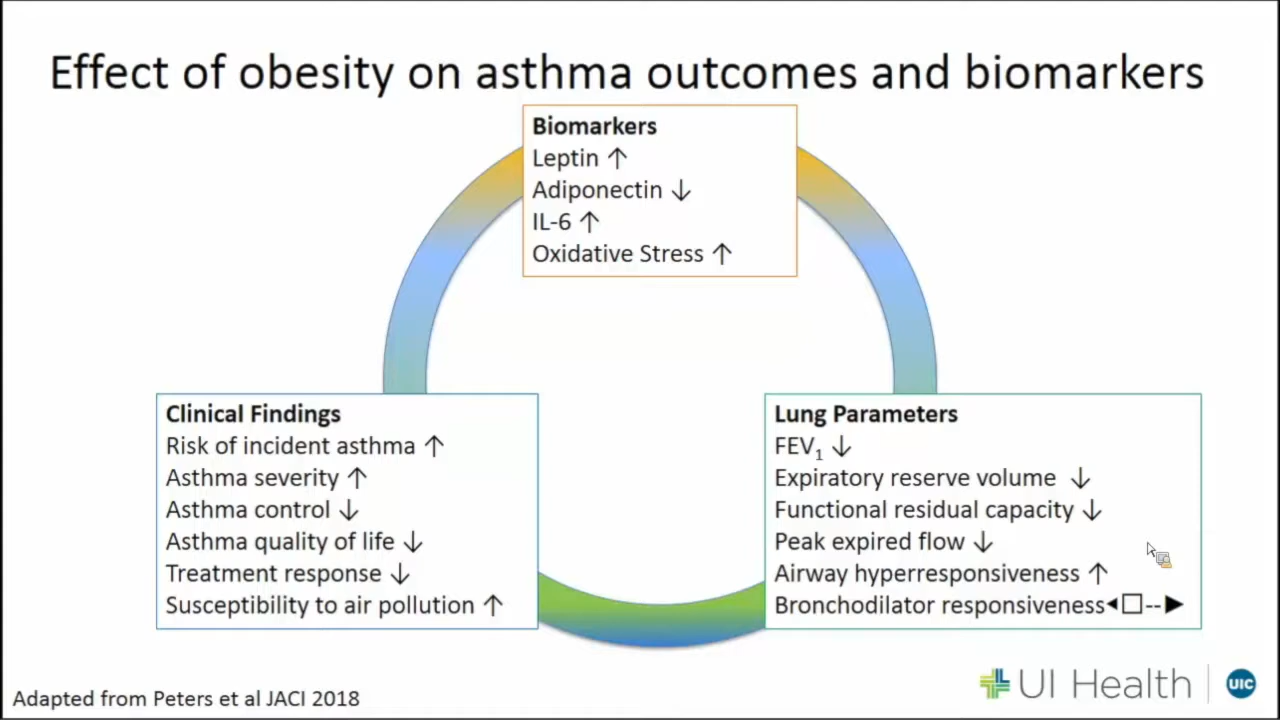 Effect of obesity on asthma outcomes and biomarkers
Biomarkers
Leptin ↑
Adiponectin ↓
IL-6 ↑
Oxidative Stress ↑
Clinical Findings
Risk of incident asthma ↑
Asthma severity ↑
Asthma control ↓
Asthma quality of life ↓
Treatment response ↓
Susceptibility to air pollution ↑
Lung Parameters
FEV₁ ↓
Expiratory reserve volume ↓
Functional residual capacity ↓
Peak expired flow ↓
Airway hyperresponsiveness ↑
Bronchodilator responsiveness◄□--►
Adapted from Peters et al JACI 2018
UI Health
UIC